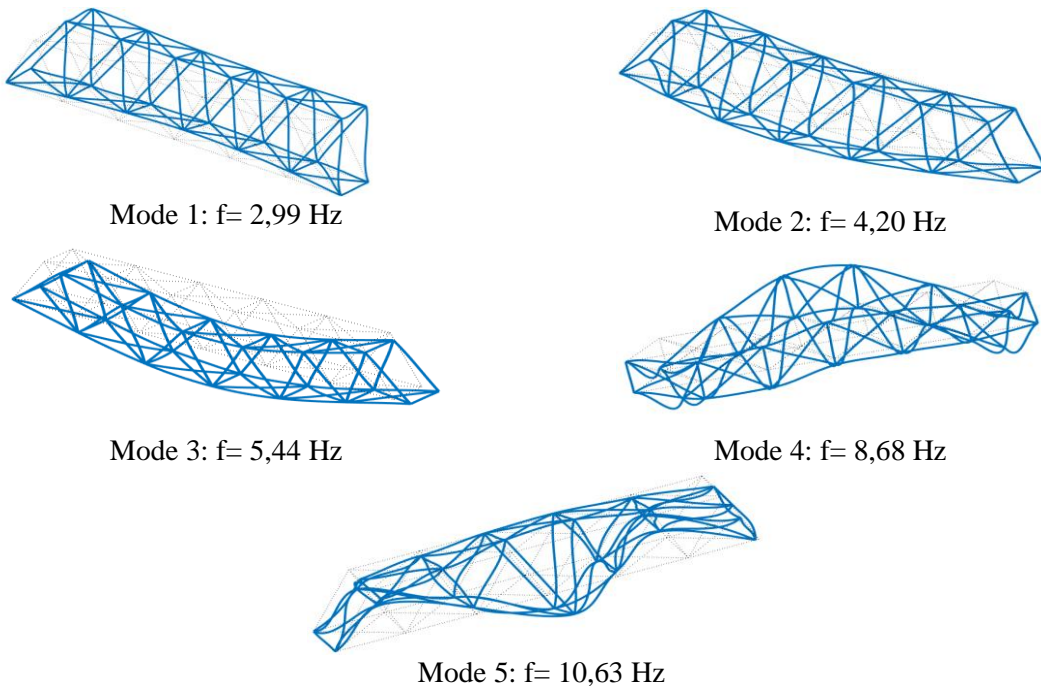 Mode 1: f= 2,99 Hz
Mode 2: f= 4,20 Hz
Mode 3: f= 5,44 Hz
Mode 4: f= 8,68 Hz
Mode 5: f= 10,63 Hz